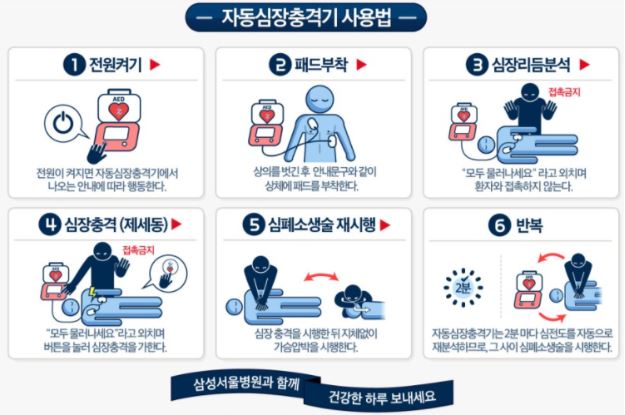 자동심장충격기 사용법
1 전원켜기
AED
전원이 켜지면 자동심장충격기에서
나오는 안내에 따라 행동한다.
2 패드부착
AED
상의를 벗긴 후 안내문구와 같이
상체에 패드를 부착한다.
3 심장리듬분석
접촉금지
AED
"모두 물러나세요" 라고 외치며
환자와 접촉하지 않는다.
4 심장충격 (제세동)
접촉금지
AED
"모두 물러나세요"라고 외치며
버튼을 눌러 심장충격을 가한다.
5 심폐소생술 재시행
심장 충격을 시행한 뒤 지체없이
가슴압박을 시행한다.
6 반복
2분
AED
자동심장충격기는 2분 마다 심전도를 자동으로
재분석하므로, 그 사이 심폐소생술을 시행한다.
삼성서울병원과 함께
건강한 하루 보내세요